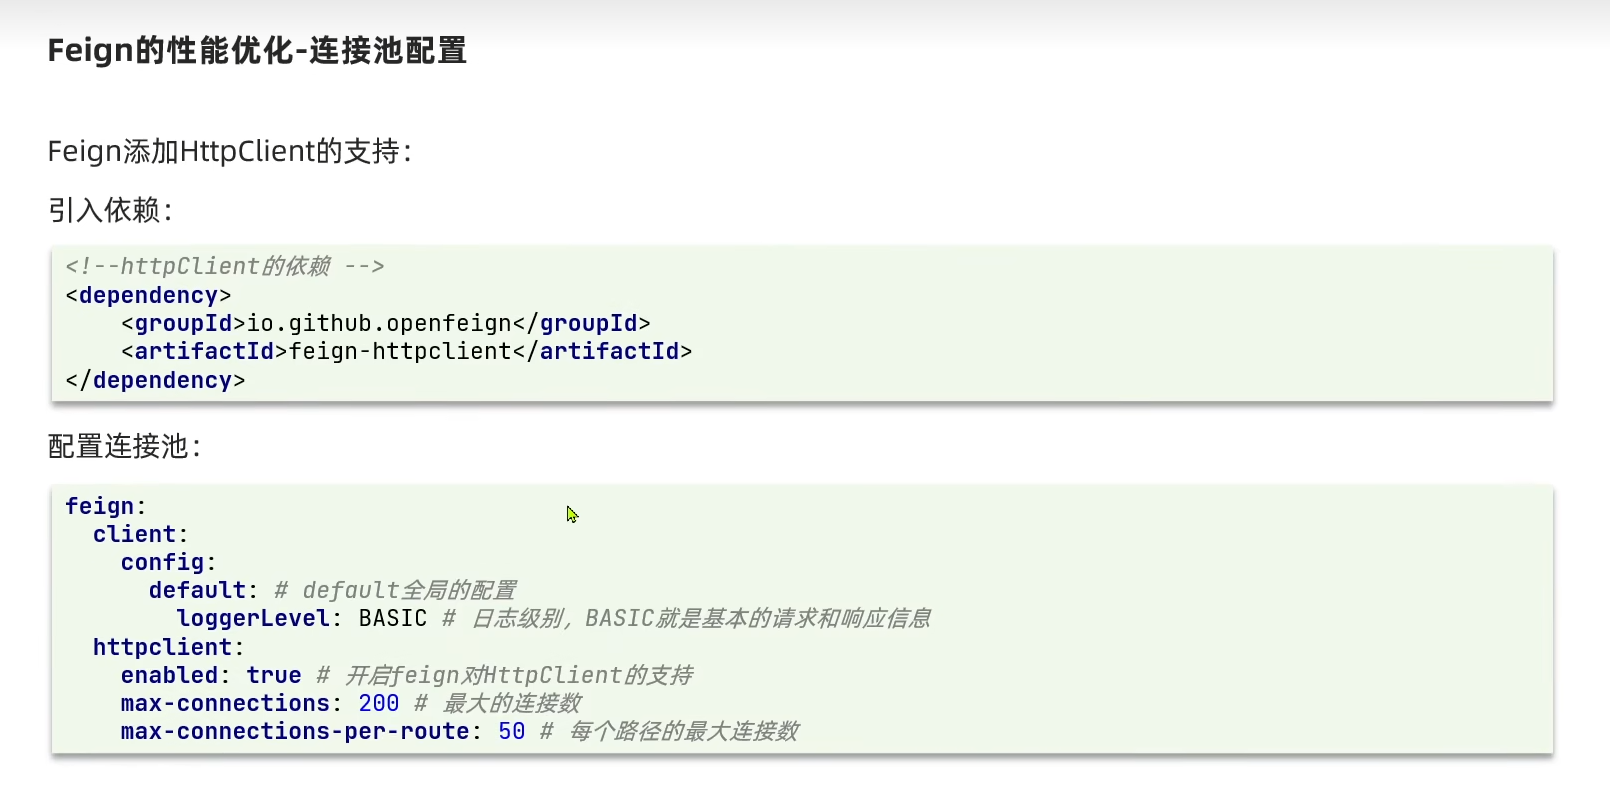 Feign的性能优化-连接池配置
Feign添加HttpClient的支持：
引入依赖：
<!--httpClient的依赖 -->
<dependency>
    <groupId>io.github.openfeign</groupId>
    <artifactId>feign-httpclient</artifactId>
</dependency>
配置连接池：
feign:
  client:
    config:
      default: # default全局的配置
        loggerLevel: BASIC # 日志级别，BASIC就是基本的请求和响应信息
  httpclient:
    enabled: true # 开启feign对HttpClient的支持
    max-connections: 200 # 最大的连接数
    max-connections-per-route: 50 # 每个路径的最大连接数